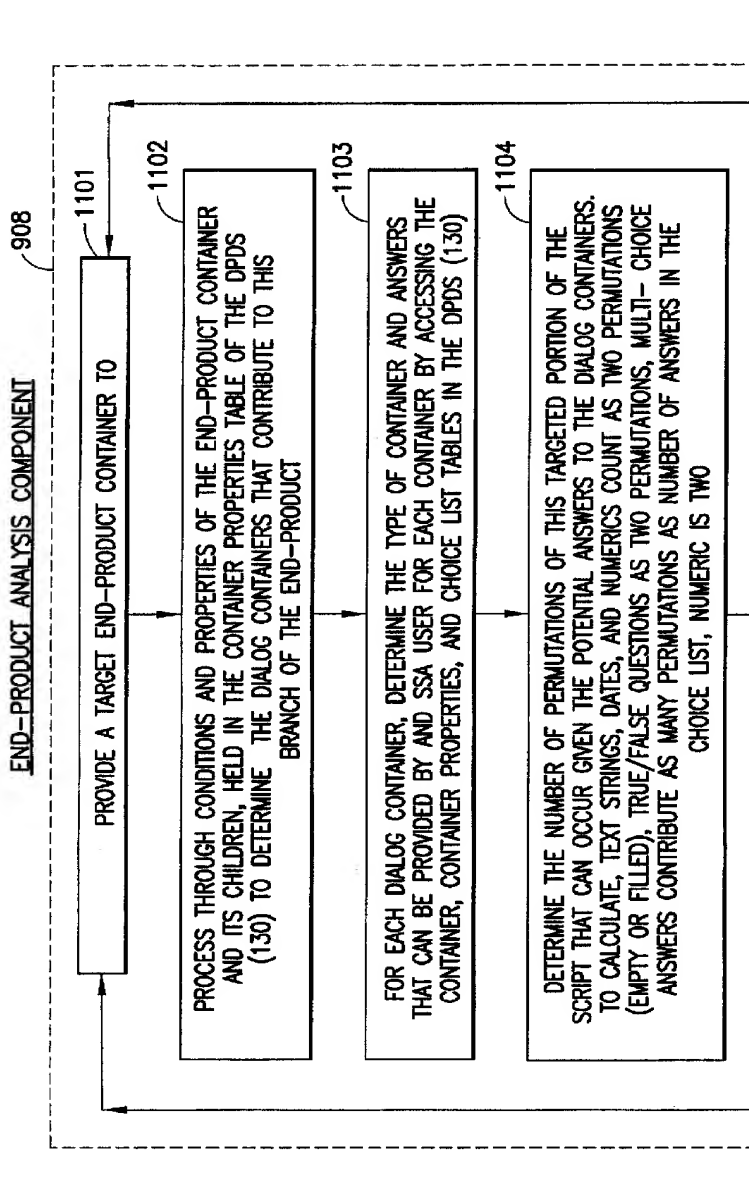 END-PRODUCT ANALYSIS COMPONENT
908
1101
PROVIDE A TARGET END-PRODUCT CONTAINER TO
1102
PROCESS THROUGH CONDITIONS AND PROPERTIES OF THE END-PRODUCT CONTAINER
AND ITS CHILDREN, HELD IN THE CONTAINER PROPERTIES TABLE OF THE DPDS
(130) TO DETERMINE THE DIALOG CONTAINERS THAT CONTRIBUTE TO THIS
BRANCH OF THE END-PRODUCT
1103
FOR EACH DIALOG CONTAINER, DETERMINE THE TYPE OF CONTAINER AND ANSWERS
THAT CAN BE PROVIDED BY AND SSA USER FOR EACH CONTAINER BY ACCESSING THE
CONTAINER, CONTAINER PROPERTIES, AND CHOICE LIST TABLES IN THE DPDS (130)
1104
DETERMINE THE NUMBER OF PERMUTATIONS OF THIS TARGETED PORTION OF THE
SCRIPT THAT CAN OCCUR GIVEN THE POTENTIAL ANSWERS TO THE DIALOG CONTAINERS.
TO CALCULATE, TEXT STRINGS, DATES, AND NUMERICS COUNT AS TWO PERMUTATIONS
(EMPTY OR FILLED), TRUE/FALSE QUESTIONS AS TWO PERMUTATIONS, MULTI- CHOICE
ANSWERS CONTRIBUTE AS MANY PERMUTATIONS AS NUMBER OF ANSWERS IN THE
CHOICE LIST, NUMERIC IS TWO